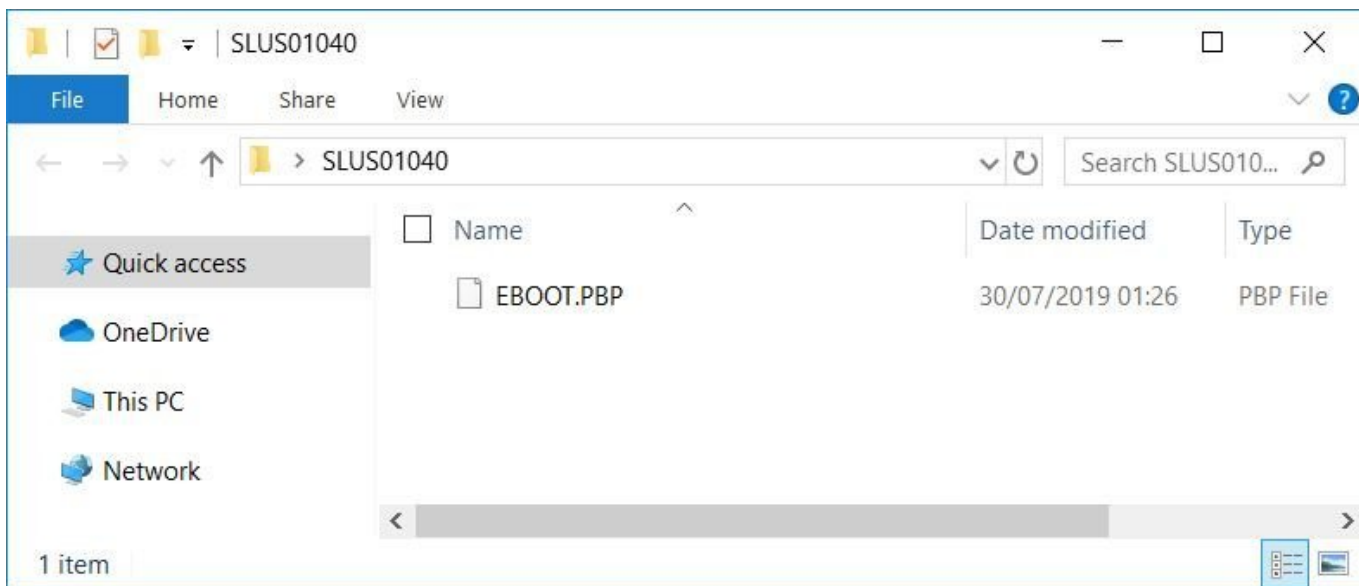 SLUS01040
File Home Share View
SLUS01040 Search SLUS010...
Name Date modified Type
Quick access
EBOOT.PBP 30/07/2019 01:26 PBP File
OneDrive
This PC
Network
1 item